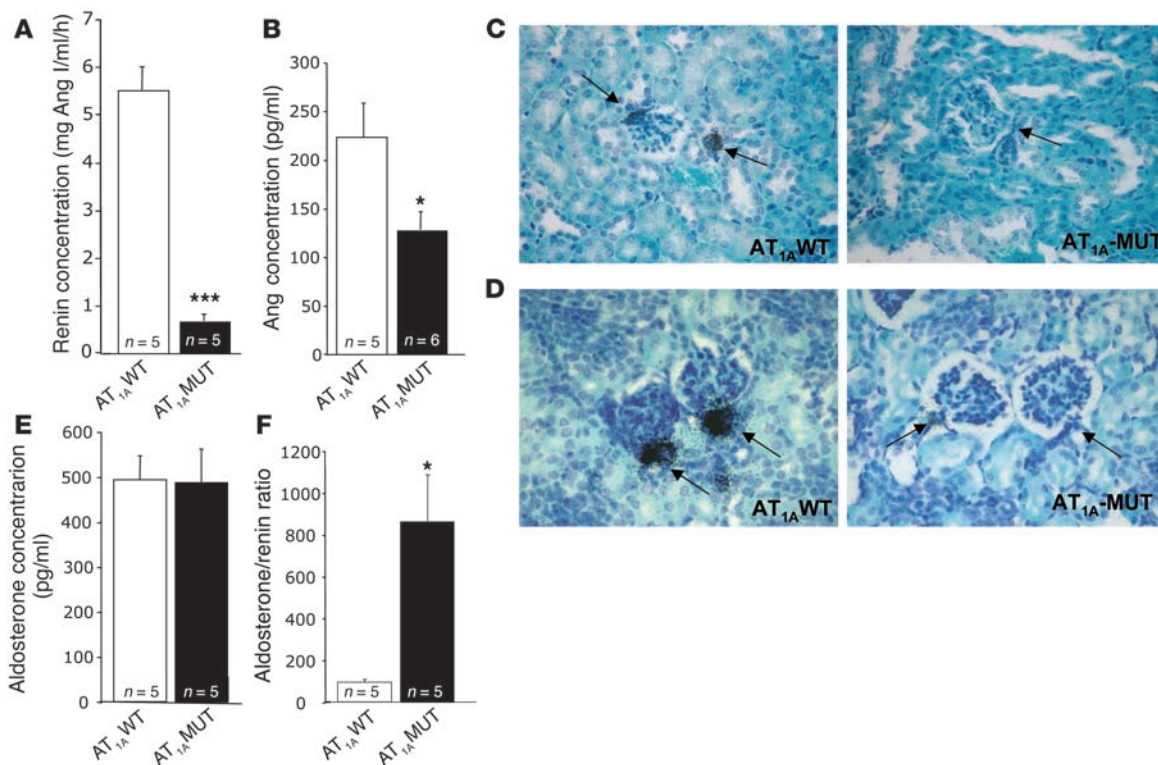 A
Renin concentration (mg Ang I/ml/h)
7
6
5
4
3
2
1
0
***
n = 5
n = 5
AT1AWT
AT1AMUT
B
Ang concentration (pg/ml)
300
250
200
150
100
50
0
*
n = 5
n = 6
AT1AWT
AT1AMUT
C
AT1AWT
AT1A-MUT
D
AT1AWT
AT1A-MUT
E
Aldosterone concentrarion
(pg/ml)
600
500
400
300
200
100
0
n = 5
n = 5
AT1AWT
AT1AMUT
F
Aldosterone/renin ratio
1200
1000
800
600
400
200
0
*
n = 5
n = 5
AT1AWT
AT1AMUT